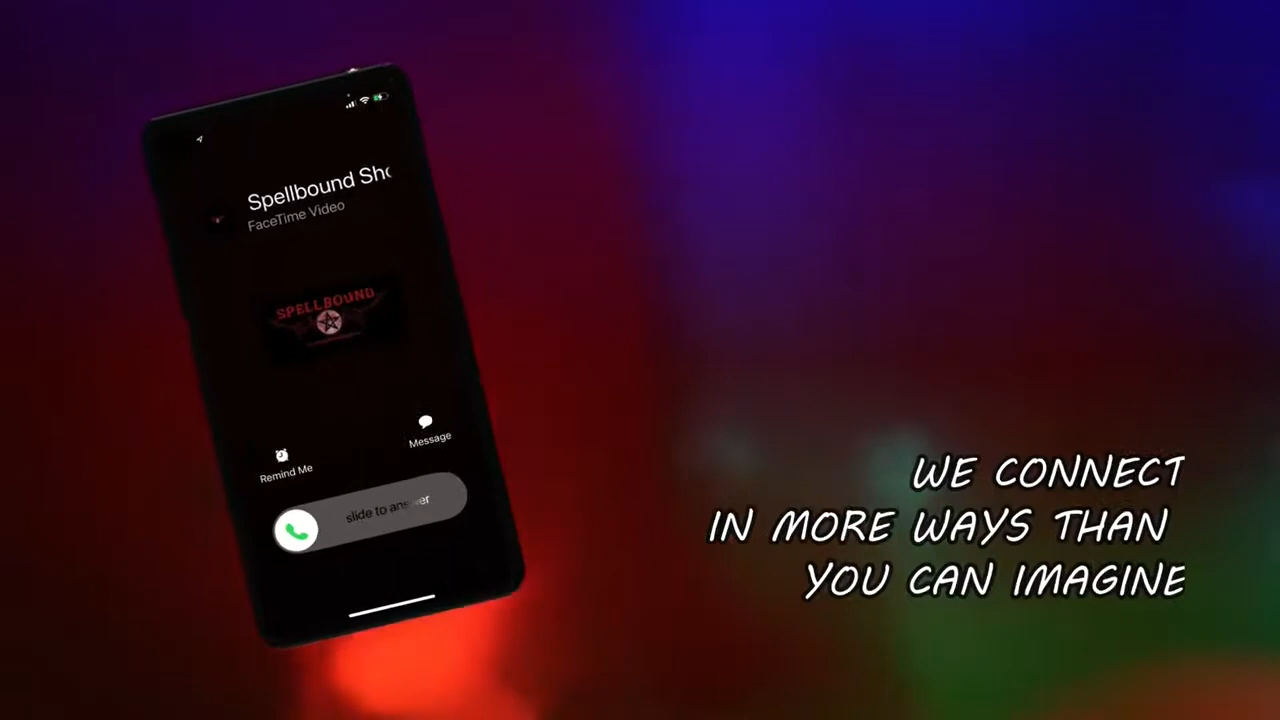 Spellbound Sho
FaceTime Video
SPELLBOUND
Remind Me
Message
slide to answer
WE CONNECT
IN MORE WAYS THAN
YOU CAN IMAGINE